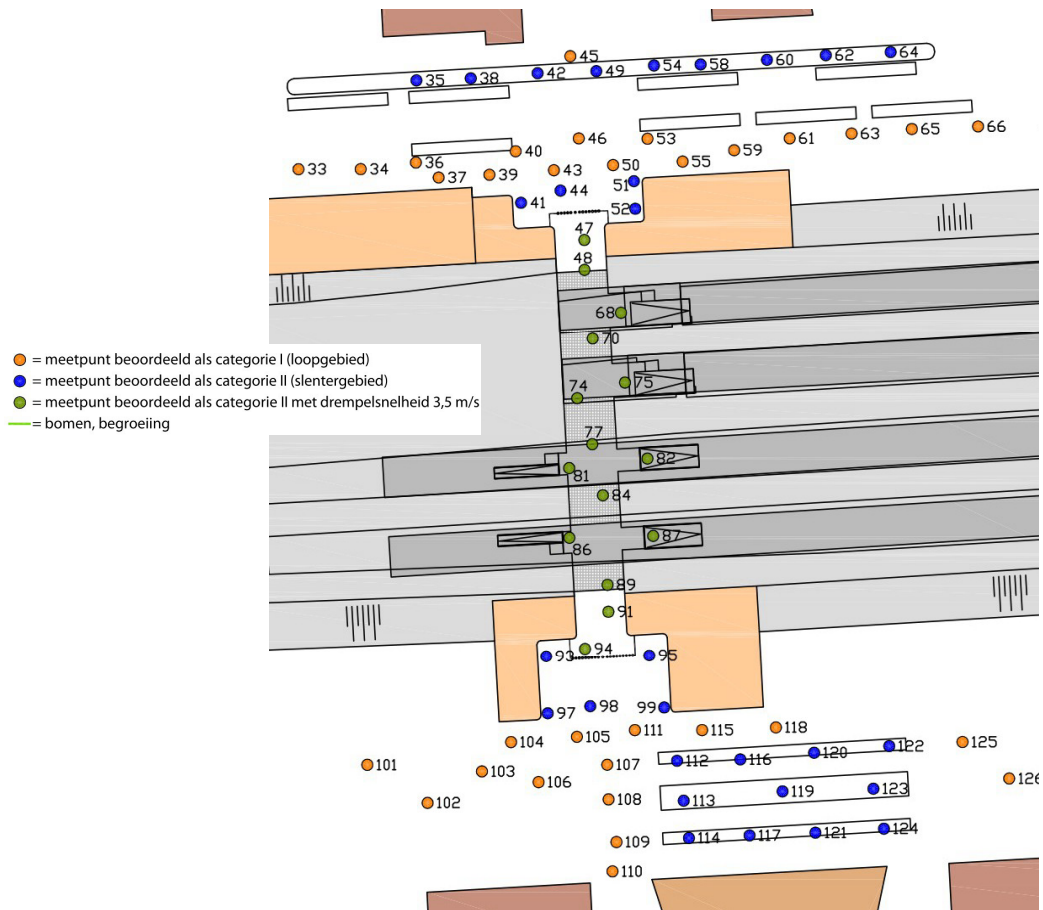 45
35 38 42 49 54 58 60 62 64
33 34 36 37 39 40 43 46 50 53 55 59 61 63 65 66
41 44 51 52
47
48
68
70
= meetpunt beoordeeld als categorie I (loopgebied)
= meetpunt beoordeeld als categorie II (slentergebied)
= meetpunt beoordeeld als categorie II met drempelsnelheid 3,5 m/s
= bomen, begroeiing
75
74
77
82
81
84
87
86
89
91
94
93 95
97 98 99
104 105 111 115 118
101 103 106 107 112 116 120 122 125
102 108 113 119 123 126
109 114 117 121 124
110